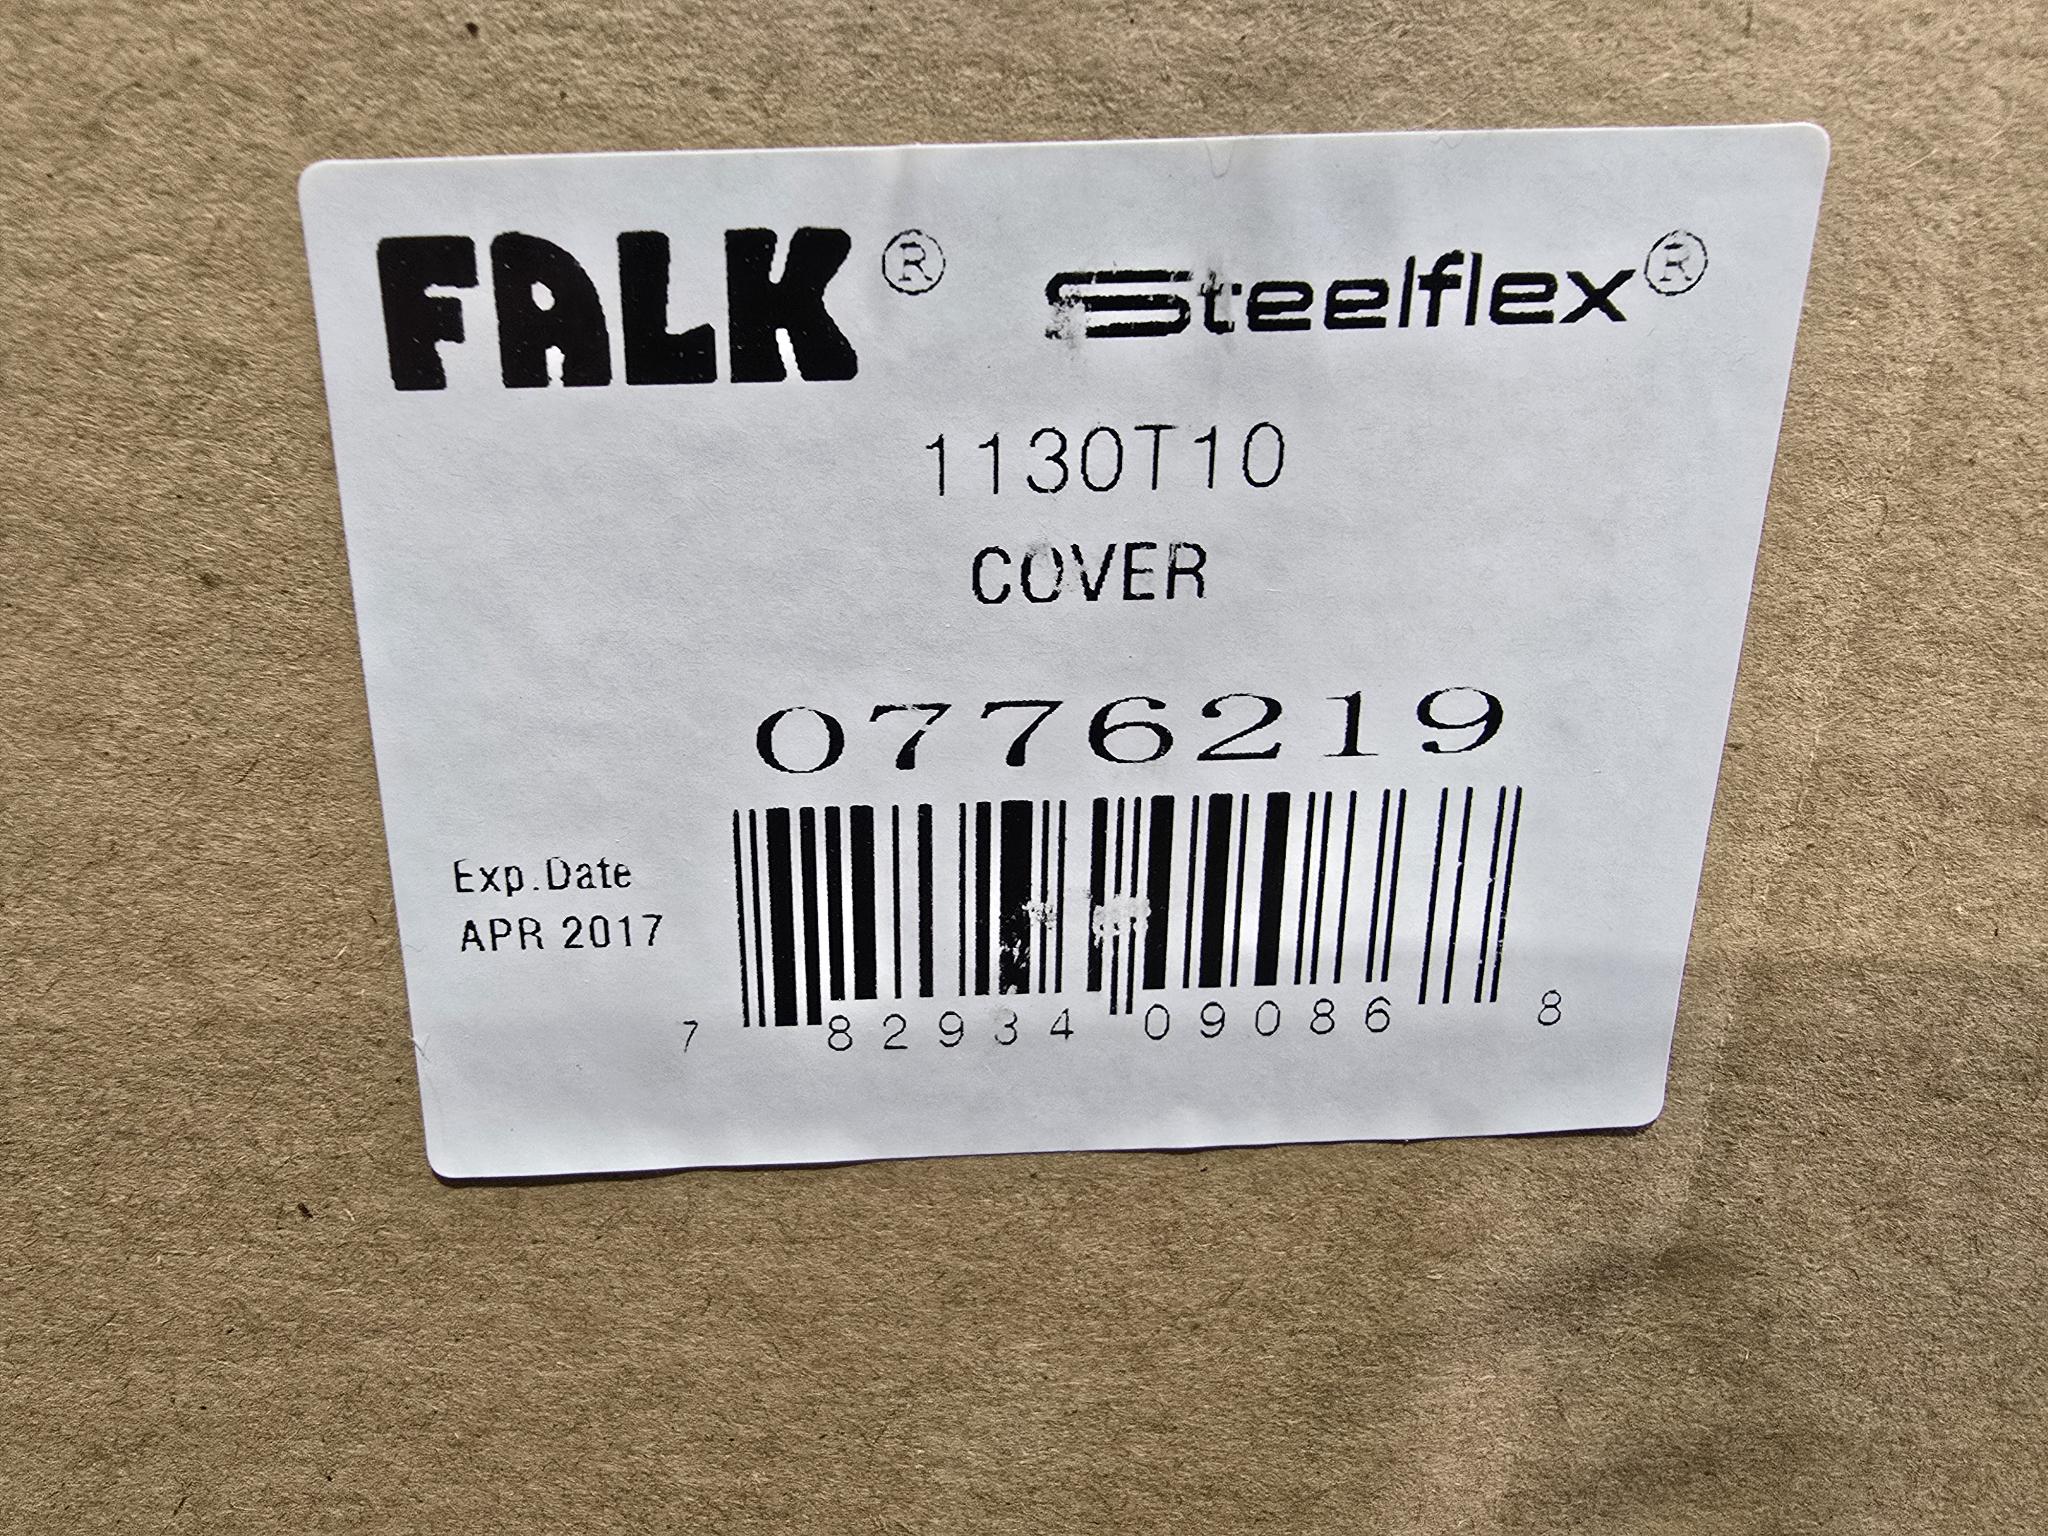 FALK® Steelflex®
1130T10
COVER
0776219
Exp.Date
APR 2017
7 82934 09086 8